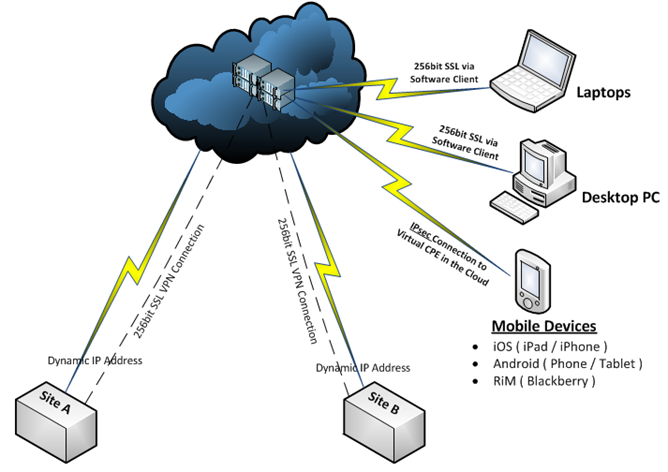 256bit SSL via
Software Client
Laptops
256bit SSL via
Software Client
Desktop PC
IPsec Connection to
Virtual CPE in the Cloud
Mobile Devices
• iOS ( iPad / iPhone )
• Android ( Phone / Tablet )
• RiM ( Blackberry )
256bit SSL VPN Connection
256bit SSL VPN Connection
Dynamic IP Address
Dynamic IP Address
Site A
Site B